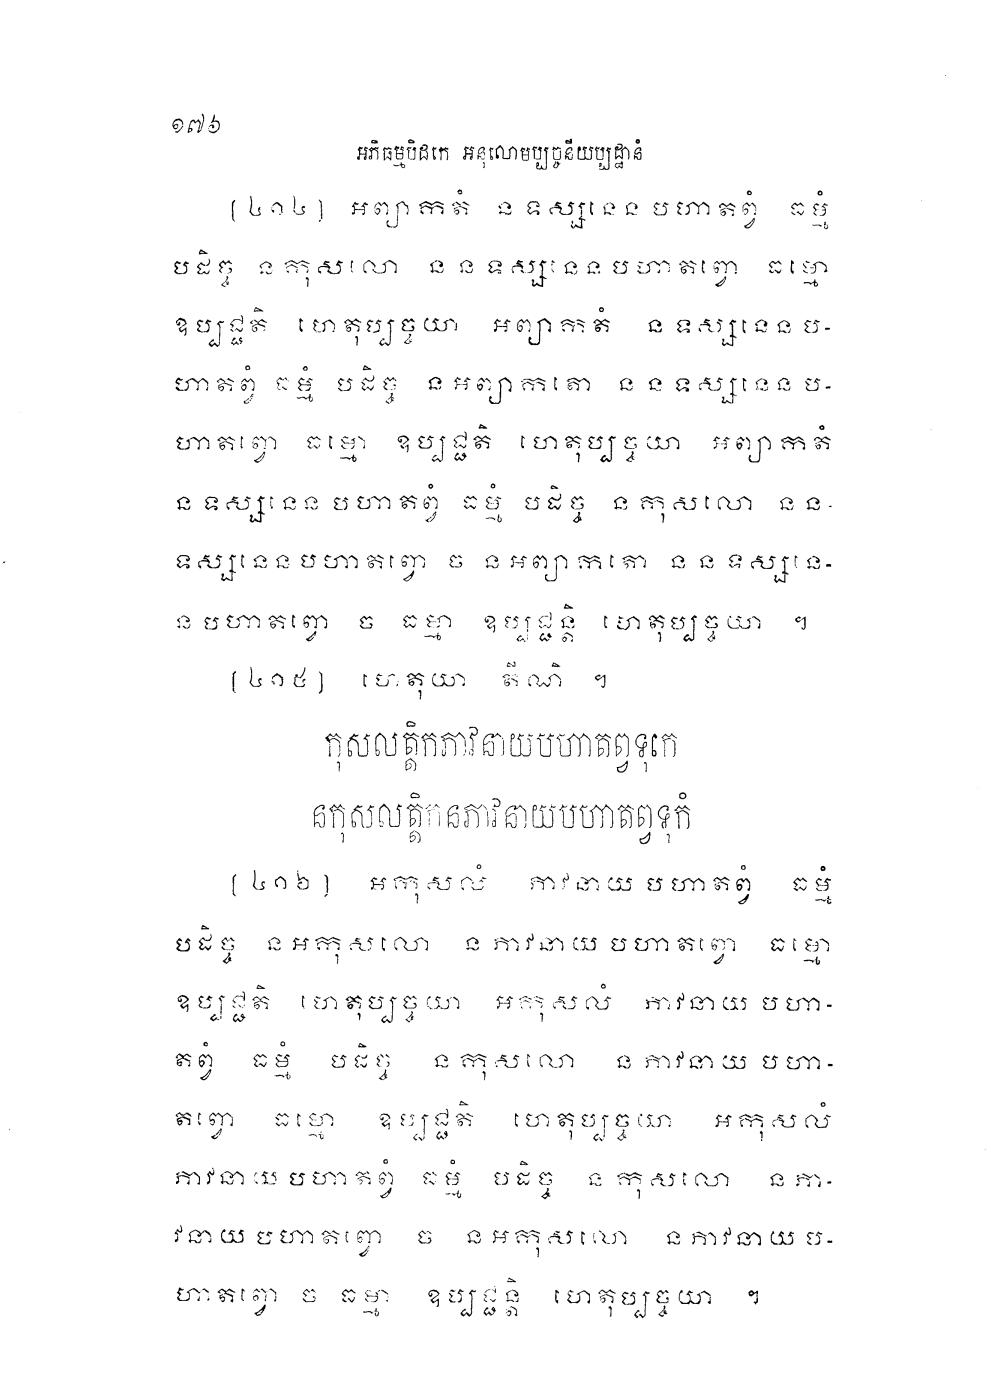 ១៧៦
អភិធម្មបិដកេ អនុលោមប្បច្ចនីយប្បដ្ឋានំ
(៤១៤) អព្យាកតំ ន ទស្សនេន បហាតព្វំ ធម្មំ
បដិច្ច ន កុសលោ ន ន ទស្សនេន បហាតព្វោ ធម្មោ
ឧប្បជ្ជតិ ហេតុប្បច្ចយា អព្យាកតំ ន ទស្សនេន ប-
ហាតព្វំ ធម្មំ បដិច្ច ន អព្យាកតោ ន ន ទស្សនេន ប-
ហាតព្វោ ធម្មោ ឧប្បជ្ជតិ ហេតុប្បច្ចយា អព្យាកតំ
ន ទស្សនេន បហាតព្វំ ធម្មំ បដិច្ច ន កុសលោ ន ន-
ទស្សនេន បហាតព្វោ ច ន អព្យាកតោ ន ន ទស្សនេ-
ន បហាតព្វោ ច ធម្មា ឧប្បជ្ជន្តិ ហេតុប្បច្ចយា ។
(៤១៥) ហេតុយា តីណិ ។
កុសលត្តិកភាវនាយបហាតព្វទុកេ
នកុសលត្តិកនភាវនាយបហាតព្វទុកំ
(៤១៦) អកុសលំ ភាវនាយ បហាតព្វំ ធម្មំ
បដិច្ច ន អកុសលោ ន ភាវនាយ បហាតព្វោ ធម្មោ
ឧប្បជ្ជតិ ហេតុប្បច្ចយា អកុសលំ ភាវនាយ បហា-
តព្វំ ធម្មំ បដិច្ច ន កុសលោ ន ភាវនាយ បហា-
តព្វោ ធម្មោ ឧប្បជ្ជតិ ហេតុប្បច្ចយា អកុសលំ
ភាវនាយ បហាតព្វំ ធម្មំ បដិច្ច ន កុសលោ ន ភា-
វនាយ បហាតព្វោ ច ន អកុសលោ ន ភាវនាយ ប-
ហាតព្វោ ច ធម្មា ឧប្បជ្ជន្តិ ហេតុប្បច្ចយា ។